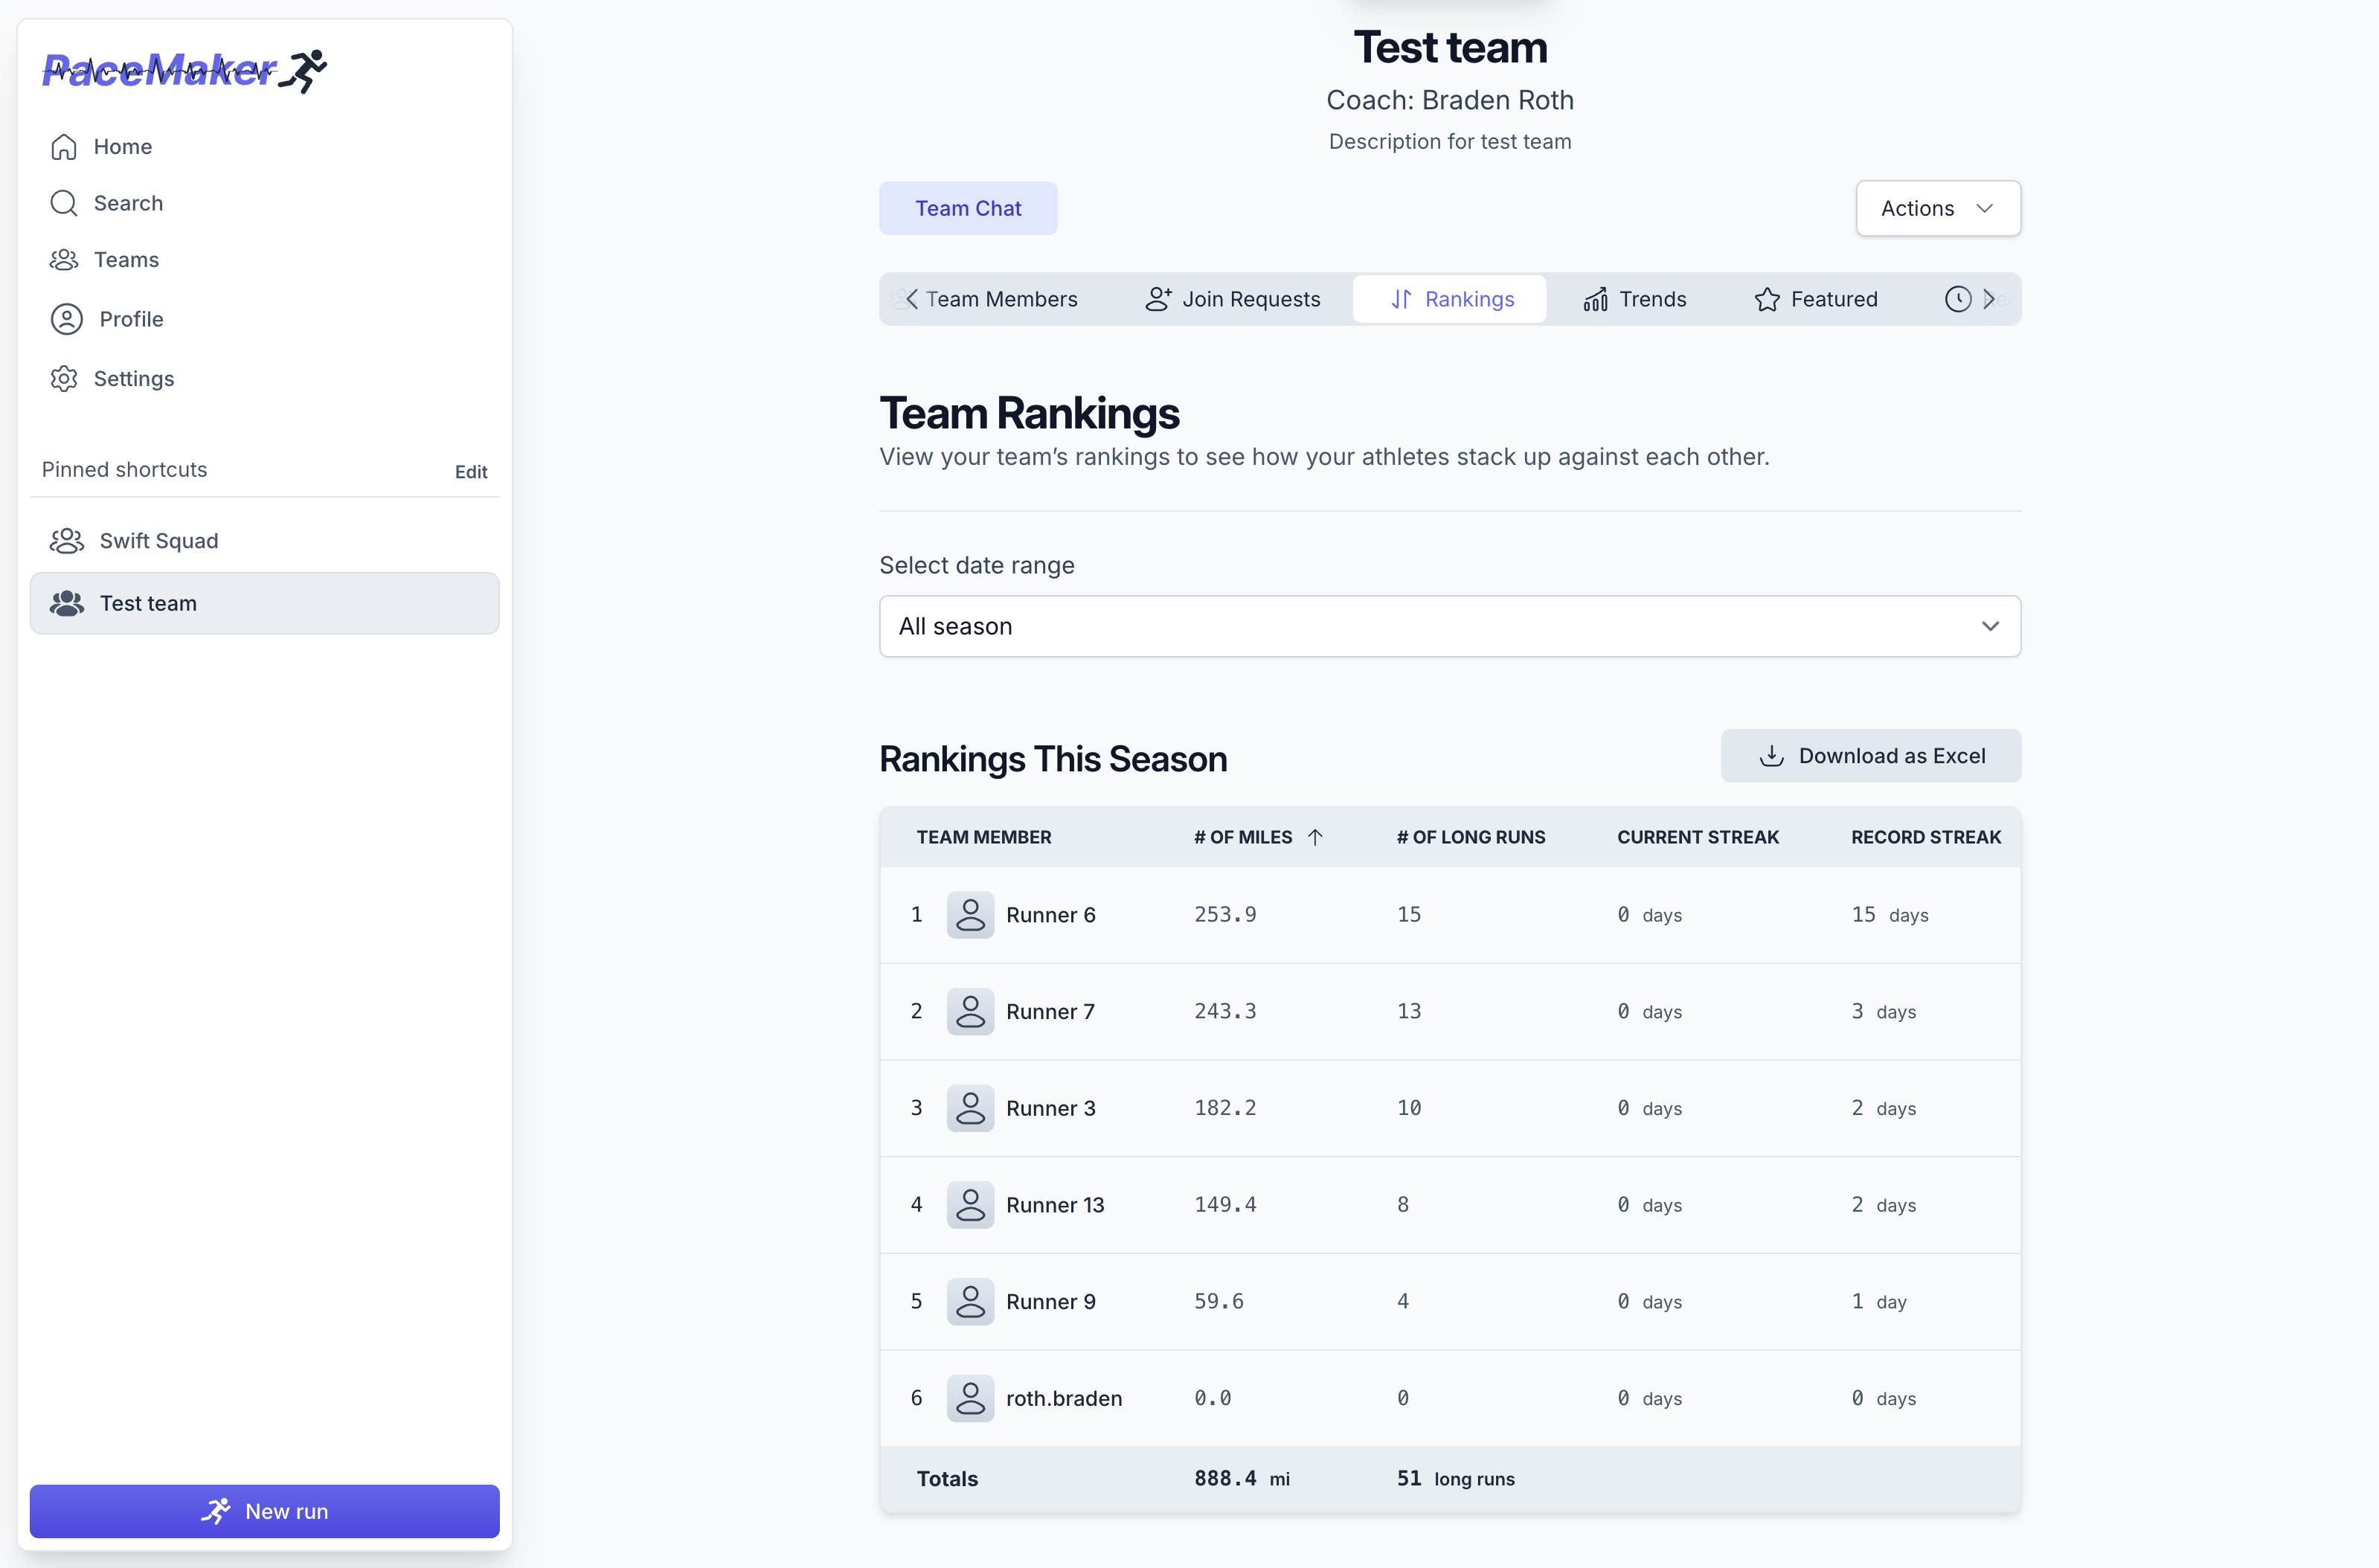 PaceMaker
Home
Search
Teams
Profile
Settings
Pinned shortcuts Edit
Swift Squad
Test team
New run
Test team
Coach: Braden Roth
Description for test team
Team Chat Actions
Team Members Join Requests Rankings Trends Featured
Team Rankings
View your team’s rankings to see how your athletes stack up against each other.
Select date range
All season
Rankings This Season Download as Excel
TEAM MEMBER # OF MILES # OF LONG RUNS CURRENT STREAK RECORD STREAK
1 Runner 6 253.9 15 0 days 15 days
2 Runner 7 243.3 13 0 days 3 days
3 Runner 3 182.2 10 0 days 2 days
4 Runner 13 149.4 8 0 days 2 days
5 Runner 9 59.6 4 0 days 1 day
6 roth.braden 0.0 0 0 days 0 days
Totals 888.4 mi 51 long runs